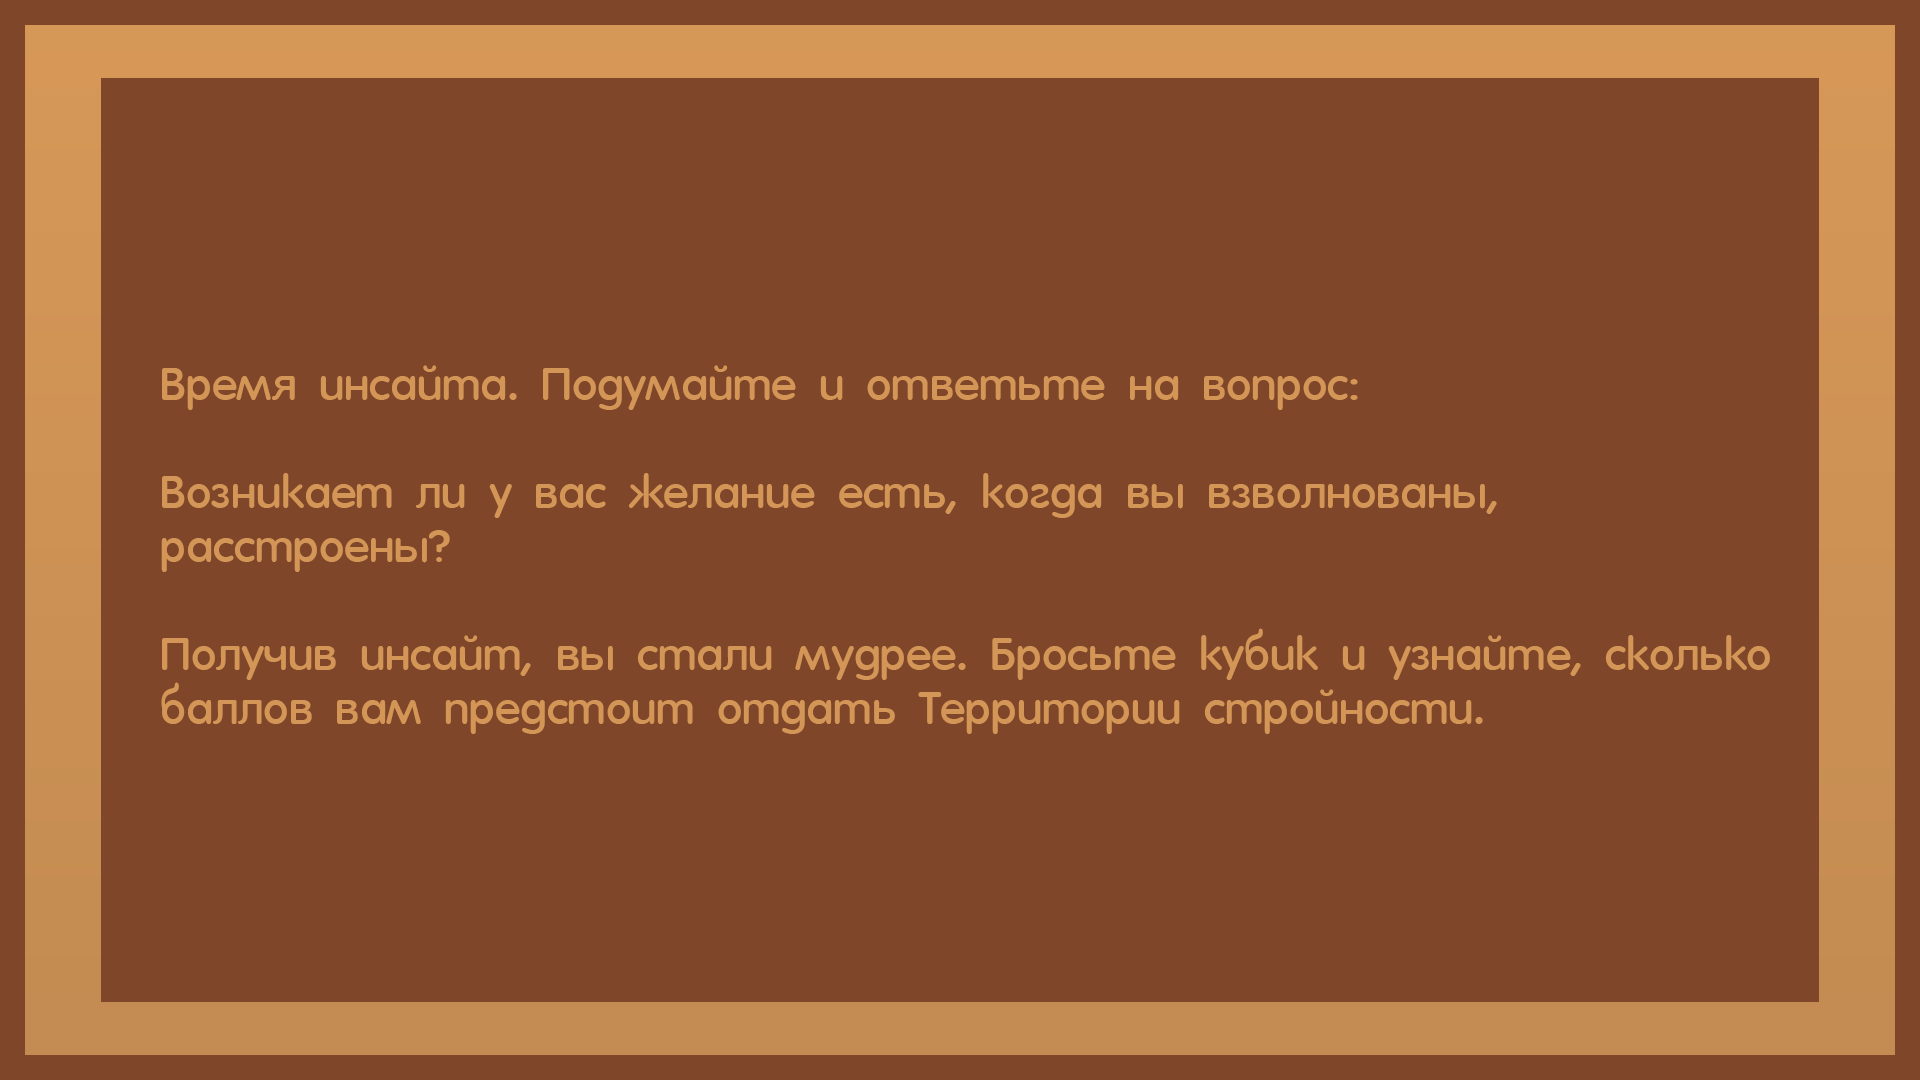 Время инсайта. Подумайте и ответьте на вопрос:
Возникает ли у вас желание есть, когда вы взволнованы,
расстроены?
Получив инсайт, вы стали мудрее. Бросьте кубик и узнайте, сколько
баллов вам предстоит отдать Территории стройности.